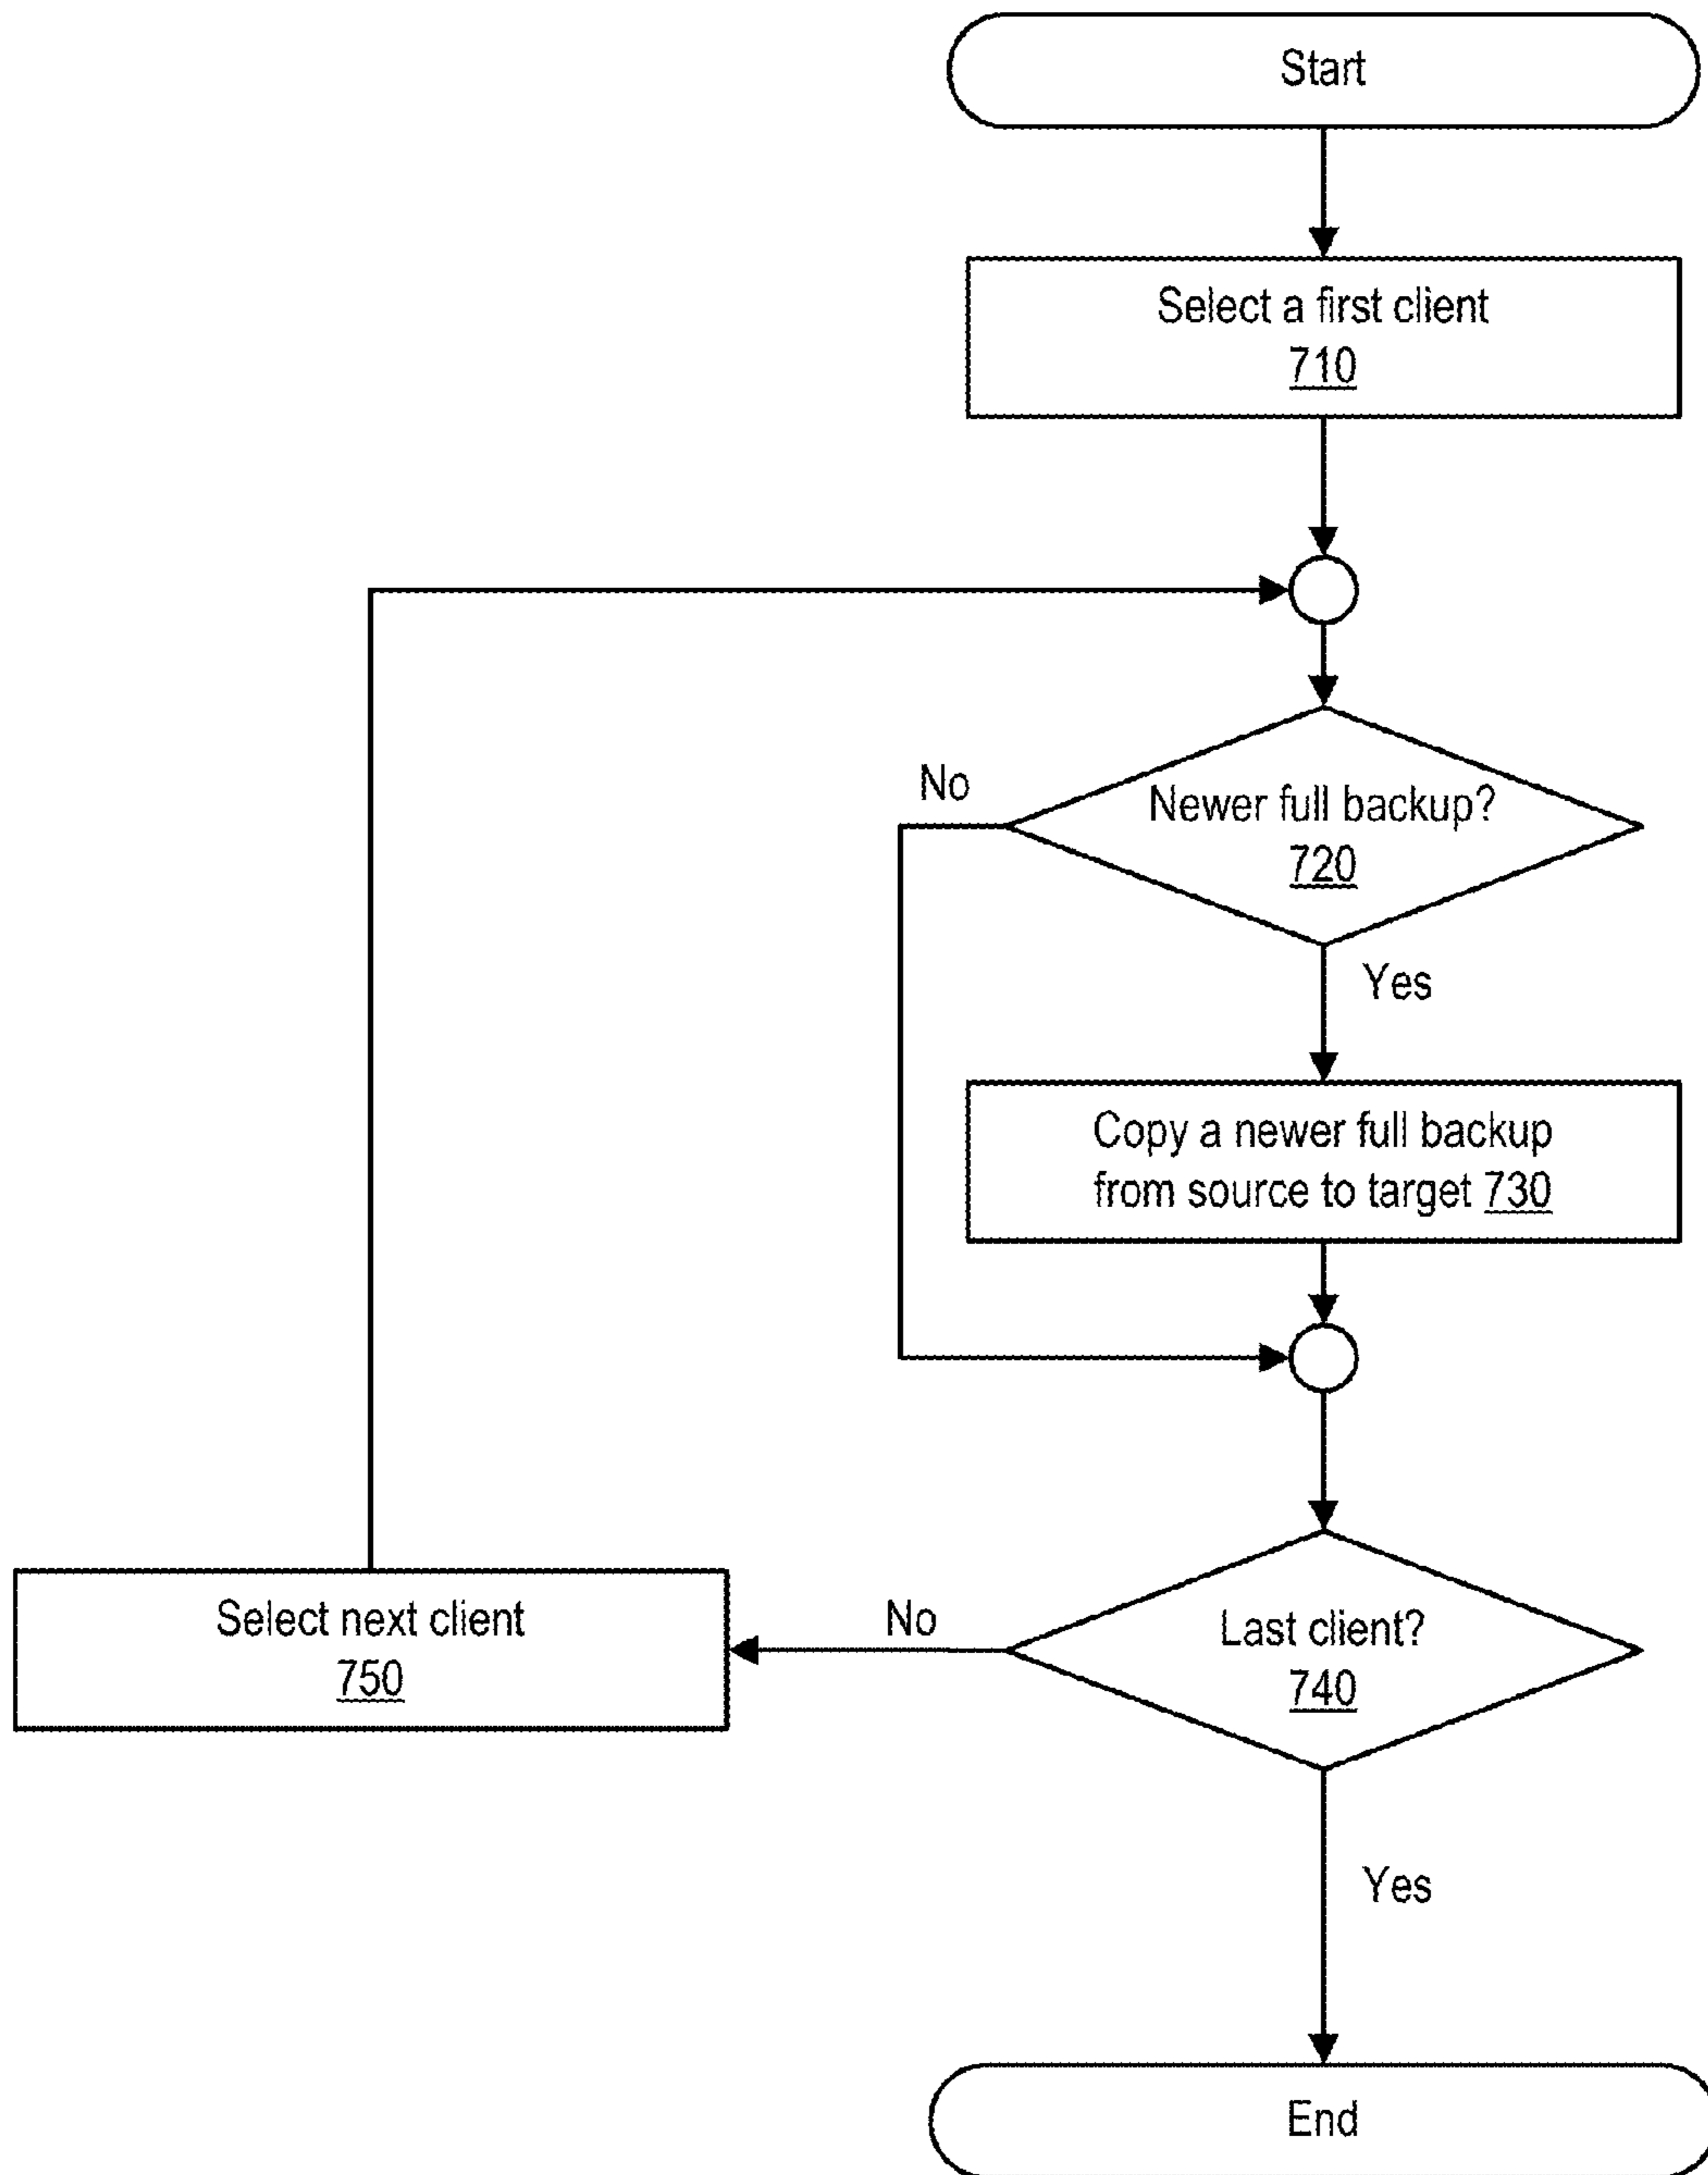 Start
Select a first client
710
No
Newer full backup?
720
Yes
Copy a newer full backup
from source to target 730
Select next client
750
No
Last client?
740
Yes
End